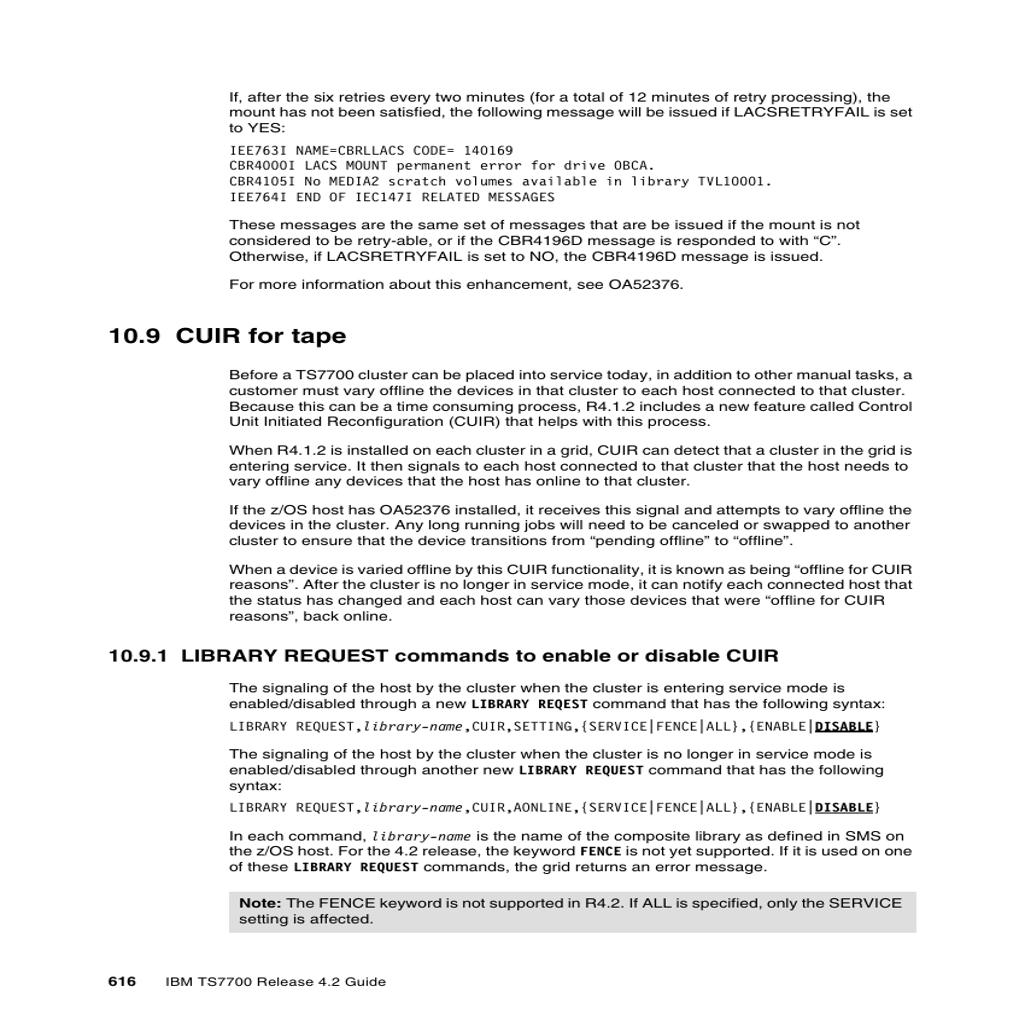 If, after the six retries every two minutes (for a total of 12 minutes of retry processing), the
mount has not been satisfied, the following message will be issued if LACSRETRYFAIL is set
to YES:
IEE763I NAME=CBRLLACS CODE= 140169
CBR4000I LACS MOUNT permanent error for drive 0BCA.
CBR4105I No MEDIA2 scratch volumes available in library TVL10001.
IEE764I END OF IEC147I RELATED MESSAGES
These messages are the same set of messages that are issued if the mount is not
considered to be retry-able, or if the CBR4196D message is responded to with “C”.
Otherwise, if LACSRETRYFAIL is set to NO, the CBR4196D message is issued.
For more information about this enhancement, see OA52376.
10.9 CUIR for tape
Before a TS7700 cluster can be placed into service today, in addition to other manual tasks, a
customer must vary offline the devices in that cluster to each host connected to that cluster.
Because this can be a time consuming process, R4.1.2 includes a new feature called Control
Unit Initiated Reconfiguration (CUIR) that helps with this process.
When R4.1.2 is installed on each cluster in a grid, CUIR can detect that a cluster in the grid is
entering service. It then signals to each host connected to that cluster that the host needs to
vary offline any devices that the host has online to that cluster.
If the z/OS host has OA52376 installed, it receives this signal and attempts to vary offline the
devices in the cluster. Any long running jobs will need to be canceled or swapped to another
cluster to ensure that the device transitions from “pending offline” to “offline”.
When a device is varied offline by this CUIR functionality, it is known as being “offline for CUIR
reasons”. After the cluster is no longer in service mode, it can notify each connected host that
the status has changed and each host can vary those devices that were “offline for CUIR
reasons”, back online.
10.9.1 LIBRARY REQUEST commands to enable or disable CUIR
The signaling of the host by the cluster when the cluster is entering service mode is
enabled/disabled through a new LIBRARY REQEST command that has the following syntax:
LIBRARY REQUEST,library-name,CUIR,SETTING,{SERVICE|FENCE|ALL},{ENABLE|DISABLE}
The signaling of the host by the cluster when the cluster is no longer in service mode is
enabled/disabled through another new LIBRARY REQUEST command that has the following
syntax:
LIBRARY REQUEST,library-name,CUIR,AONLINE,{SERVICE|FENCE|ALL},{ENABLE|DISABLE}
In each command, library-name is the name of the composite library as defined in SMS on
the z/OS host. For the 4.2 release, the keyword FENCE is not yet supported. If it is used on one
of these LIBRARY REQUEST commands, the grid returns an error message.
Note: The FENCE keyword is not supported in R4.2. If ALL is specified, only the SERVICE
setting is affected.
616 IBM TS7700 Release 4.2 Guide